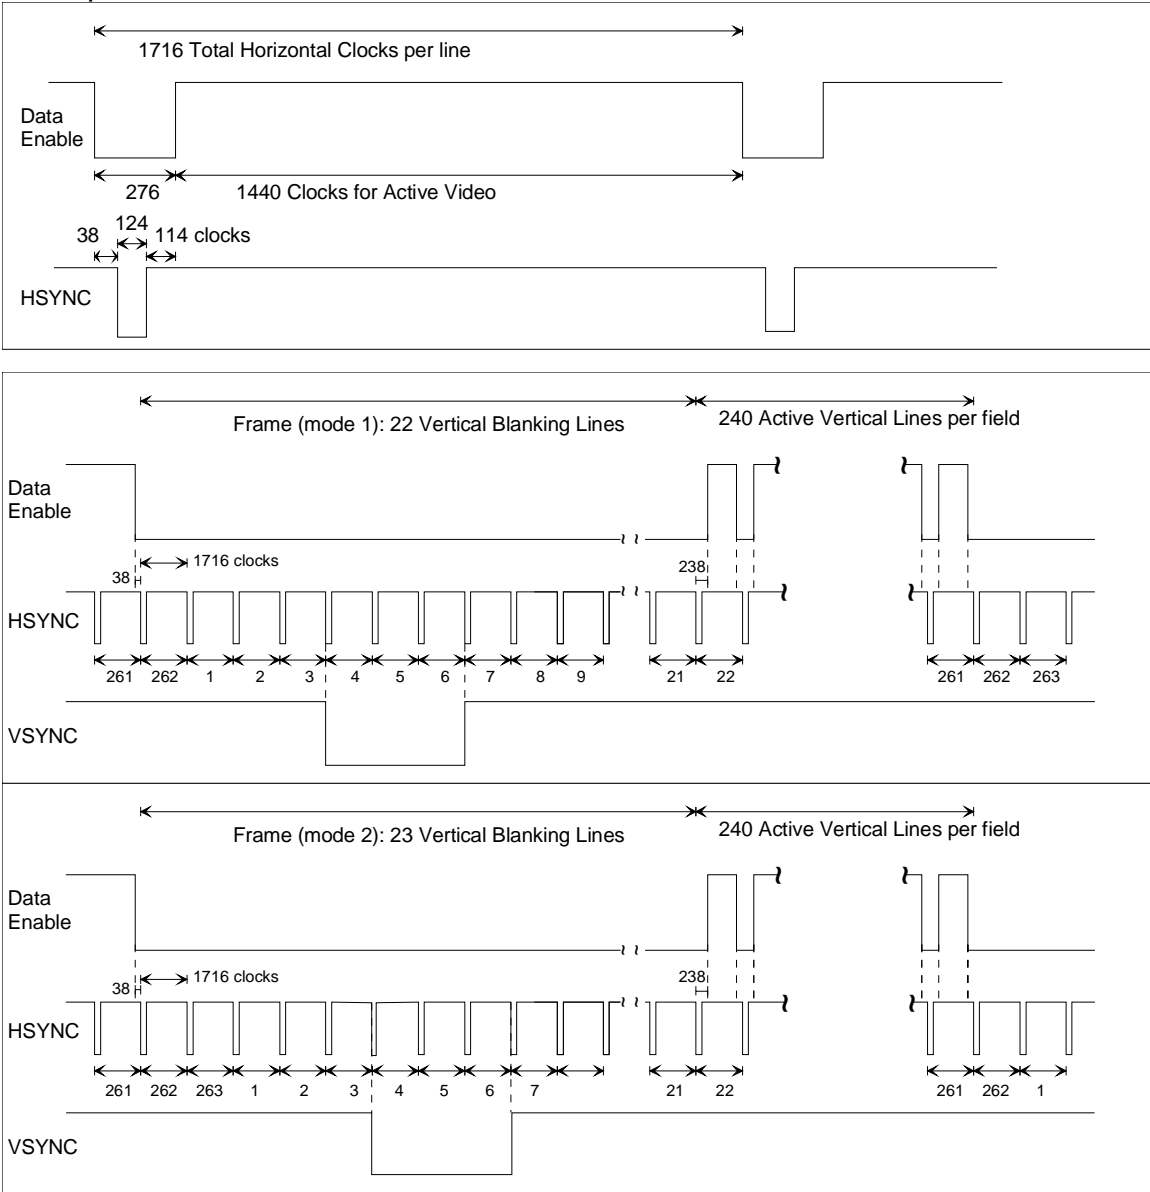 1716 Total Horizontal Clocks per line
Data
Enable
276
1440 Clocks for Active Video
124
38
114 clocks
HSYNC
Frame (mode 1): 22 Vertical Blanking Lines
240 Active Vertical Lines per field
Data
Enable
1716 clocks
38
238
HSYNC
261 262 1 2 3 4 5 6 7 8 9 21 22 261 262 263
VSYNC
Frame (mode 2): 23 Vertical Blanking Lines
240 Active Vertical Lines per field
Data
Enable
1716 clocks
38
238
HSYNC
261 262 263 1 2 3 4 5 6 7 21 22 261 262 1
VSYNC